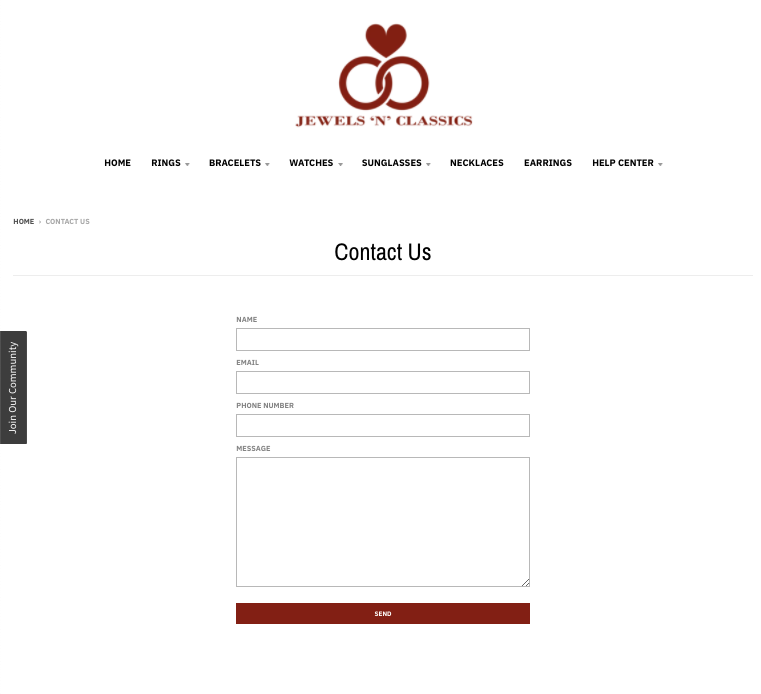 JEWELS 'N' CLASSICS
HOME RINGS BRACELETS WATCHES SUNGLASSES NECKLACES EARRINGS HELP CENTER
HOME › CONTACT US
Contact Us
NAME
EMAIL
PHONE NUMBER
MESSAGE
SEND
Join Our Community